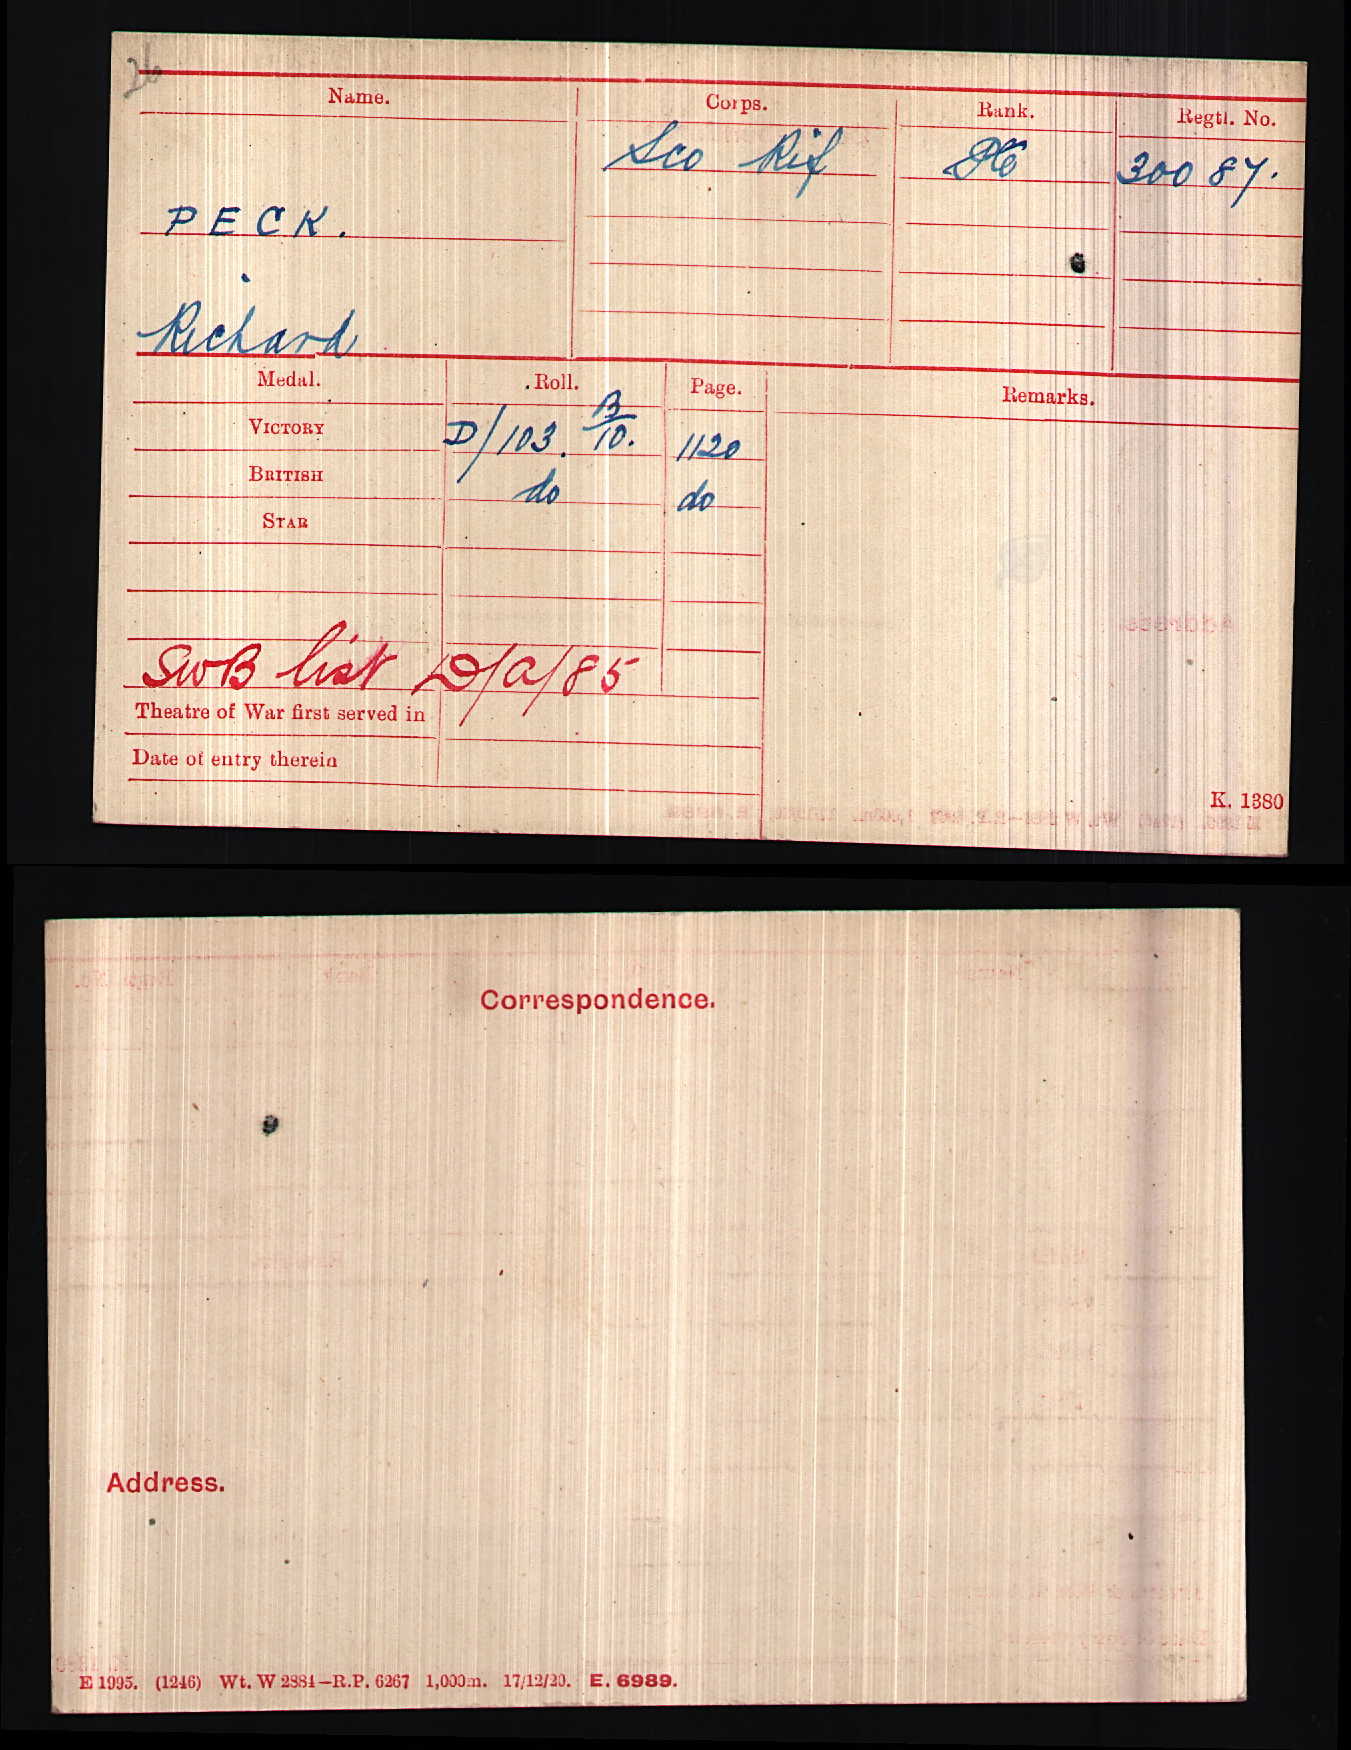 26
Name. Corps. Rank. Regtl. No.
Sco Rif Pte 30087.
PECK.
Richard
Medal. Roll. Page. Remarks.
VICTORY D/103. B/10. 1120
BRITISH do do
STAR
SWB list D/A/85
Theatre of War first served in
Date of entry therein
K. 1380
Correspondence.
Address.
E 1995. (1246) Wt. W 2884—R.P. 6267 1,000m. 17/12/20. E. 6989.